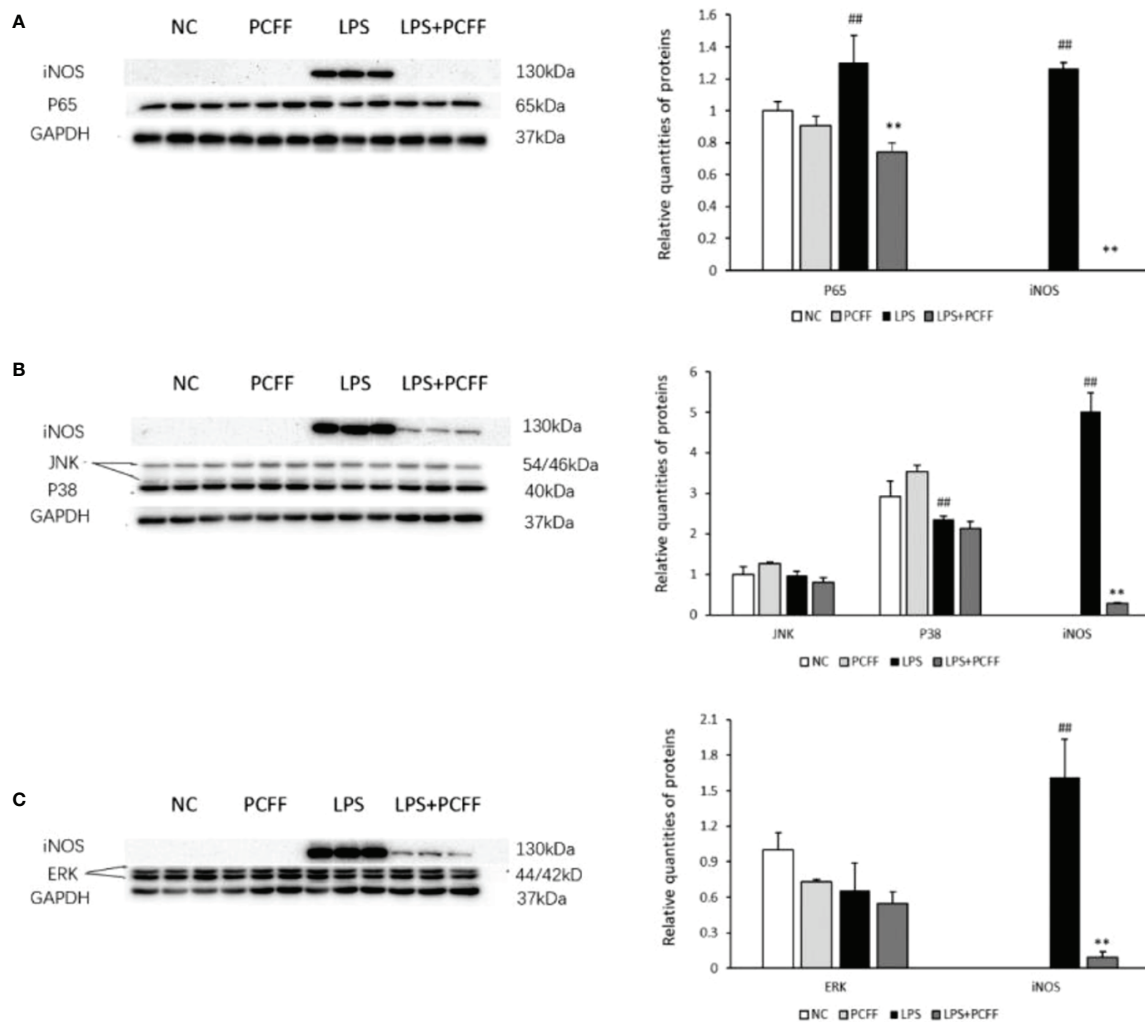 A
NC PCFF LPS LPS+PCFF
iNOS 130kDa
P65 65kDa
GAPDH 37kDa
Relative quantities of proteins
1.6
1.4
1.2
1
0.8
0.6
0.4
0.2
0
##
**
##
**
P65 iNOS
NC PCFF LPS LPS+PCFF
B
NC PCFF LPS LPS+PCFF
iNOS 130kDa
JNK 54/46kDa
P38 40kDa
GAPDH 37kDa
Relative quantities of proteins
6
5
4
3
2
1
0
##
##
**
JNK P38 iNOS
NC PCFF LPS LPS+PCFF
C
NC PCFF LPS LPS+PCFF
iNOS 130kDa
ERK 44/42kD
GAPDH 37kDa
Relative quantities of proteins
2.1
1.8
1.5
1.2
0.9
0.6
0.3
0
##
**
ERK iNOS
NC PCFF LPS LPS+PCFF